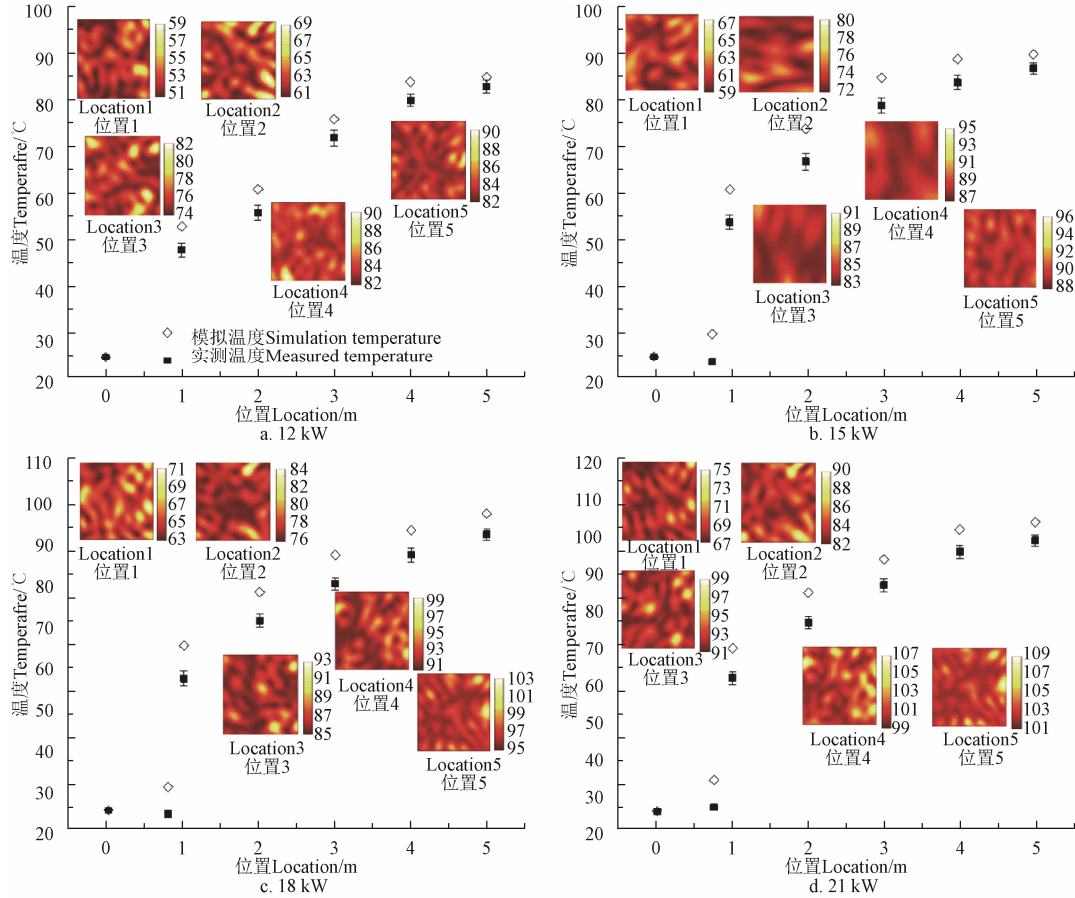 100
90
80
70
60
50
40
30
20
温度Temperafre/℃
59
57
55
53
51
Location1
位置1
69
67
65
63
61
Location2
位置2
82
80
78
76
74
Location3
位置3
90
88
86
84
82
Location4
位置4
90
88
86
84
82
Location5
位置5
模拟温度Simulation temperature
实测温度Measured temperature
0 1 2 3 4 5
位置Location/m
a. 12 kW
100
90
80
70
60
50
40
30
20
温度Temperafre/℃
67
65
63
61
59
Location1
位置1
80
78
76
74
72
Location2
位置2
91
89
87
85
83
Location3
位置3
95
93
91
89
87
Location4
位置4
96
94
92
90
88
Location5
位置5
0 1 2 3 4 5
位置Location/m
b. 15 kW
110
100
90
80
70
60
50
40
30
20
温度Temperafre/℃
71
69
67
65
63
Location1
位置1
84
82
80
78
76
Location2
位置2
93
91
89
87
85
Location3
位置3
99
97
95
93
91
Location4
位置4
103
101
99
97
95
Location5
位置5
0 1 2 3 4 5
位置Location/m
c. 18 kW
120
110
100
90
80
70
60
50
40
30
20
温度Temperafre/℃
75
73
71
69
67
Location1
位置1
90
88
86
84
82
Location2
位置2
99
97
95
93
91
Location3
位置3
107
105
103
101
99
Location4
位置4
109
107
105
103
101
Location5
位置5
0 1 2 3 4 5
位置Location/m
d. 21 kW